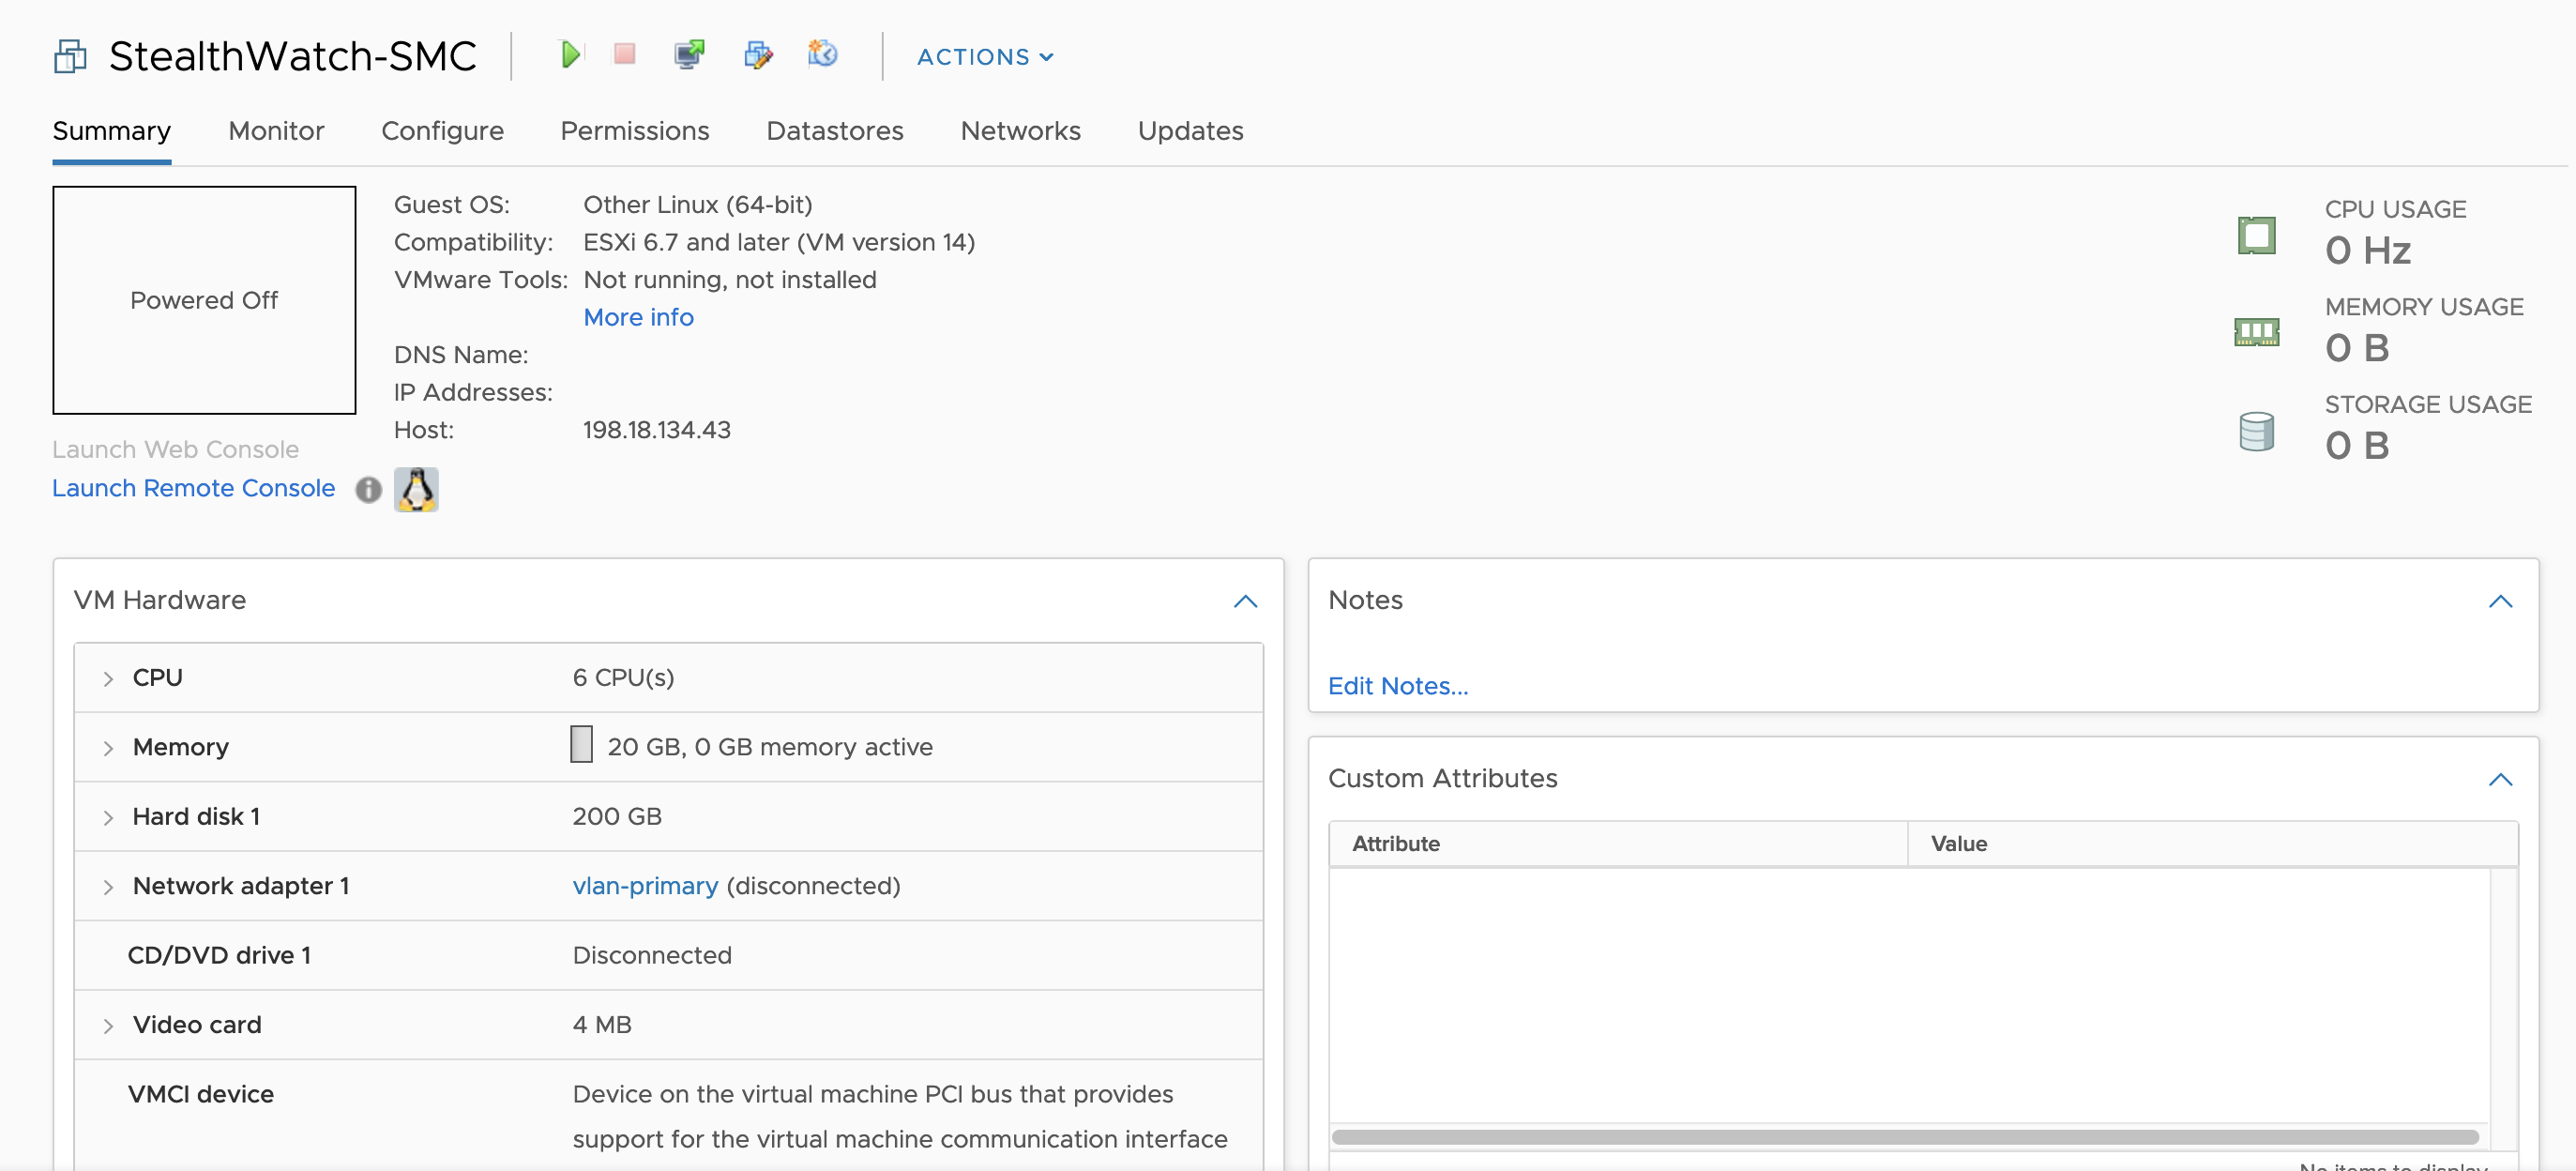 StealthWatch-SMC
ACTIONS
Summary Monitor Configure Permissions Datastores Networks Updates
Powered Off
Launch Web Console
Launch Remote Console
Guest OS: Other Linux (64-bit)
Compatibility: ESXi 6.7 and later (VM version 14)
VMware Tools: Not running, not installed
More info
DNS Name:
IP Addresses:
Host: 198.18.134.43
CPU USAGE
0 Hz
MEMORY USAGE
0 B
STORAGE USAGE
0 B
VM Hardware
CPU 6 CPU(s)
Memory 20 GB, 0 GB memory active
Hard disk 1 200 GB
Network adapter 1 vlan-primary (disconnected)
CD/DVD drive 1 Disconnected
Video card 4 MB
VMCI device Device on the virtual machine PCI bus that provides
support for the virtual machine communication interface
Notes
Edit Notes...
Custom Attributes
Attribute Value
No items to display